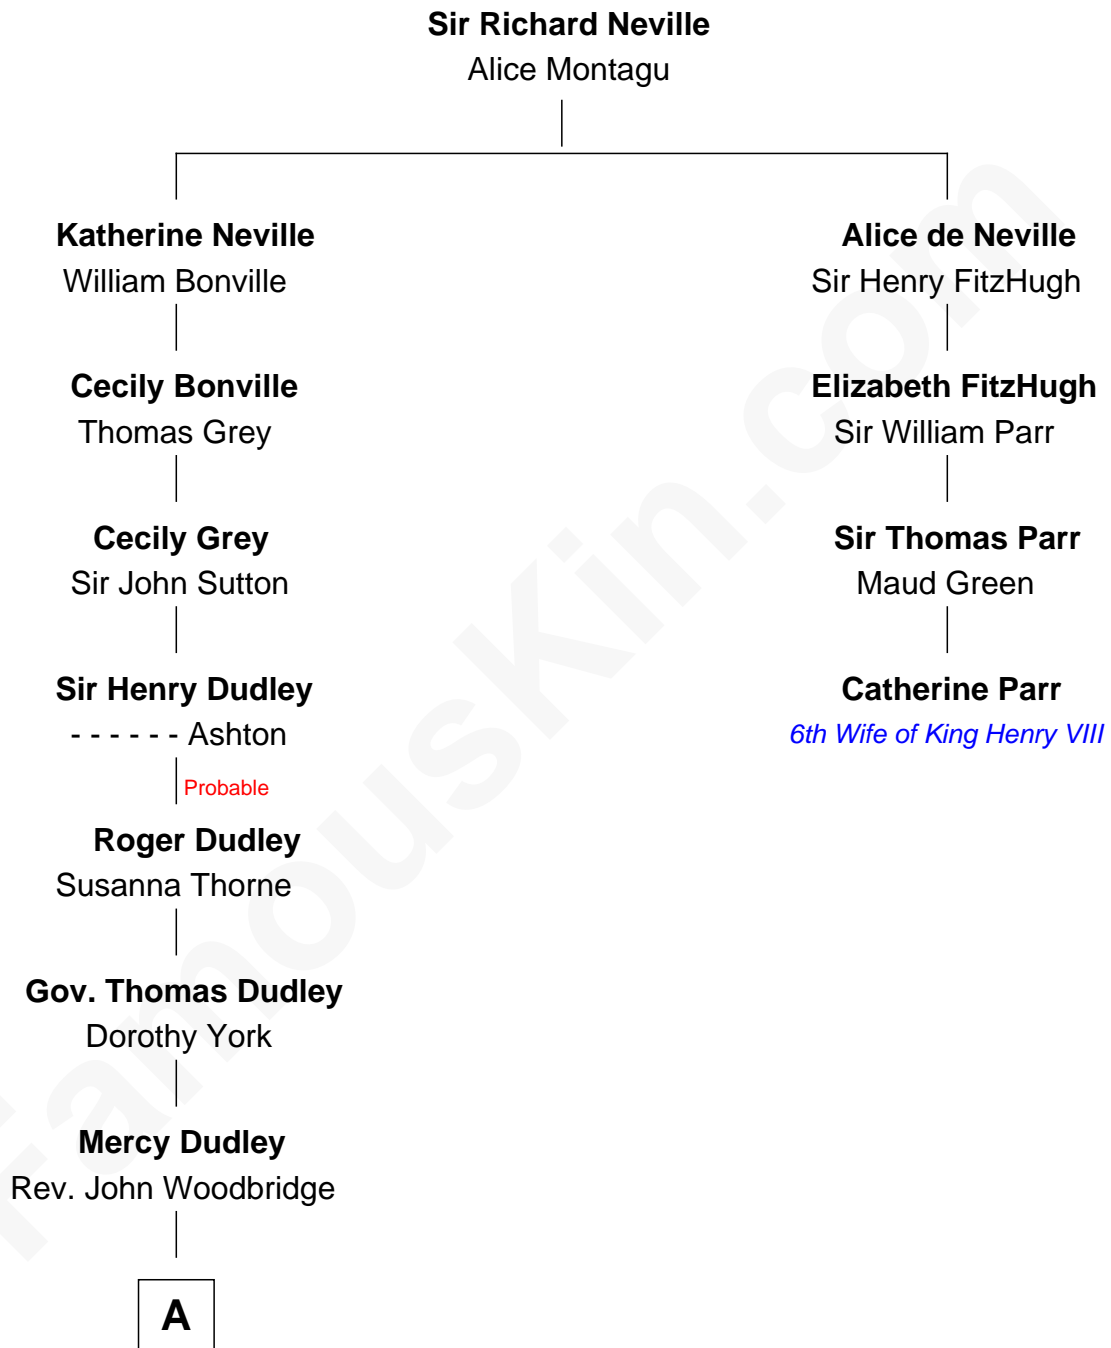 Sir Richard Neville
Alice Montagu
Katherine Neville
William Bonville
Alice de Neville
Sir Henry FitzHugh
Cecily Bonville
Thomas Grey
Elizabeth FitzHugh
Sir William Parr
Cecily Grey
Sir John Sutton
Sir Thomas Parr
Maud Green
Sir Henry Dudley
- - - - - - Ashton
Catherine Parr
6th Wife of King Henry VIII
Probable
Roger Dudley
Susanna Thorne
Gov. Thomas Dudley
Dorothy York
Mercy Dudley
Rev. John Woodbridge
A
FamousKin.com